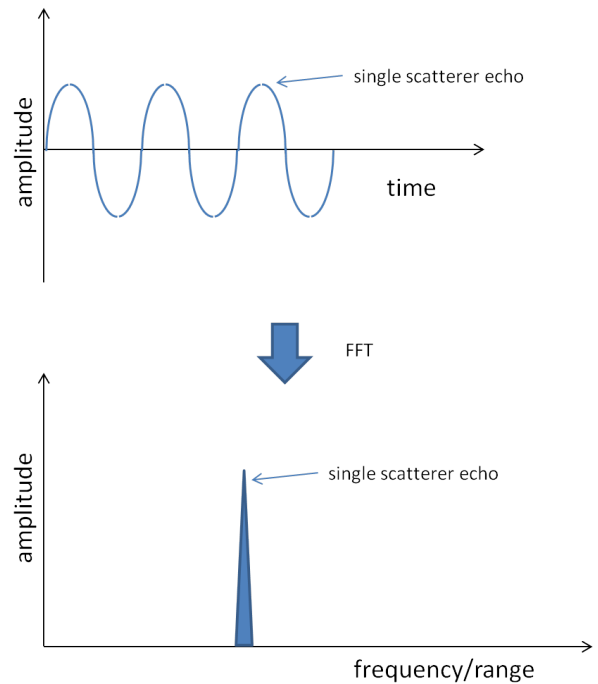 amplitude
single scatterer echo
time
FFT
amplitude
single scatterer echo
frequency/range